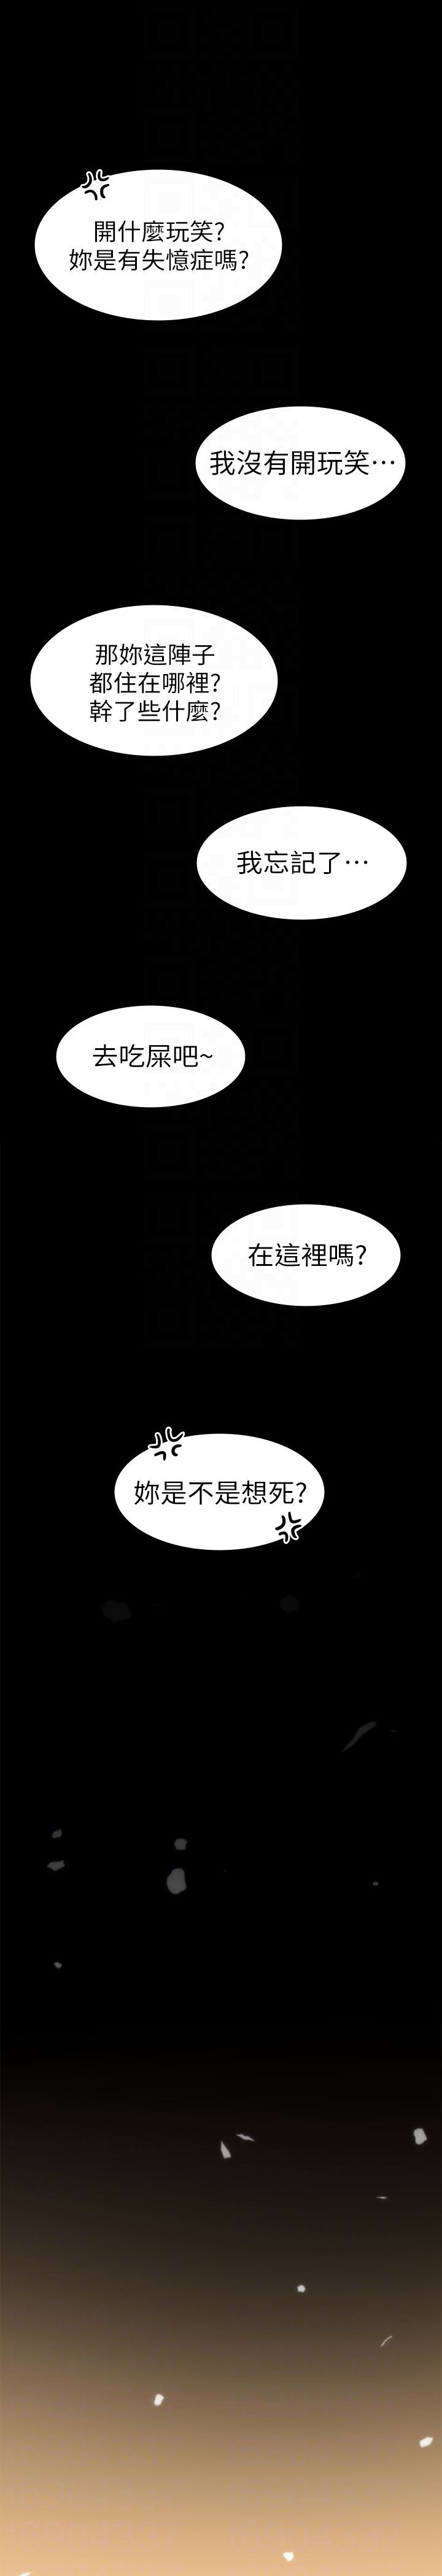 開什麼玩笑?
妳是有失憶症嗎?
我沒有開玩笑⋯
那妳這陣子
都住在哪裡?
幹了些什麼?
我忘記了⋯
去吃屎吧~
在這裡嗎?
妳是不是想死?